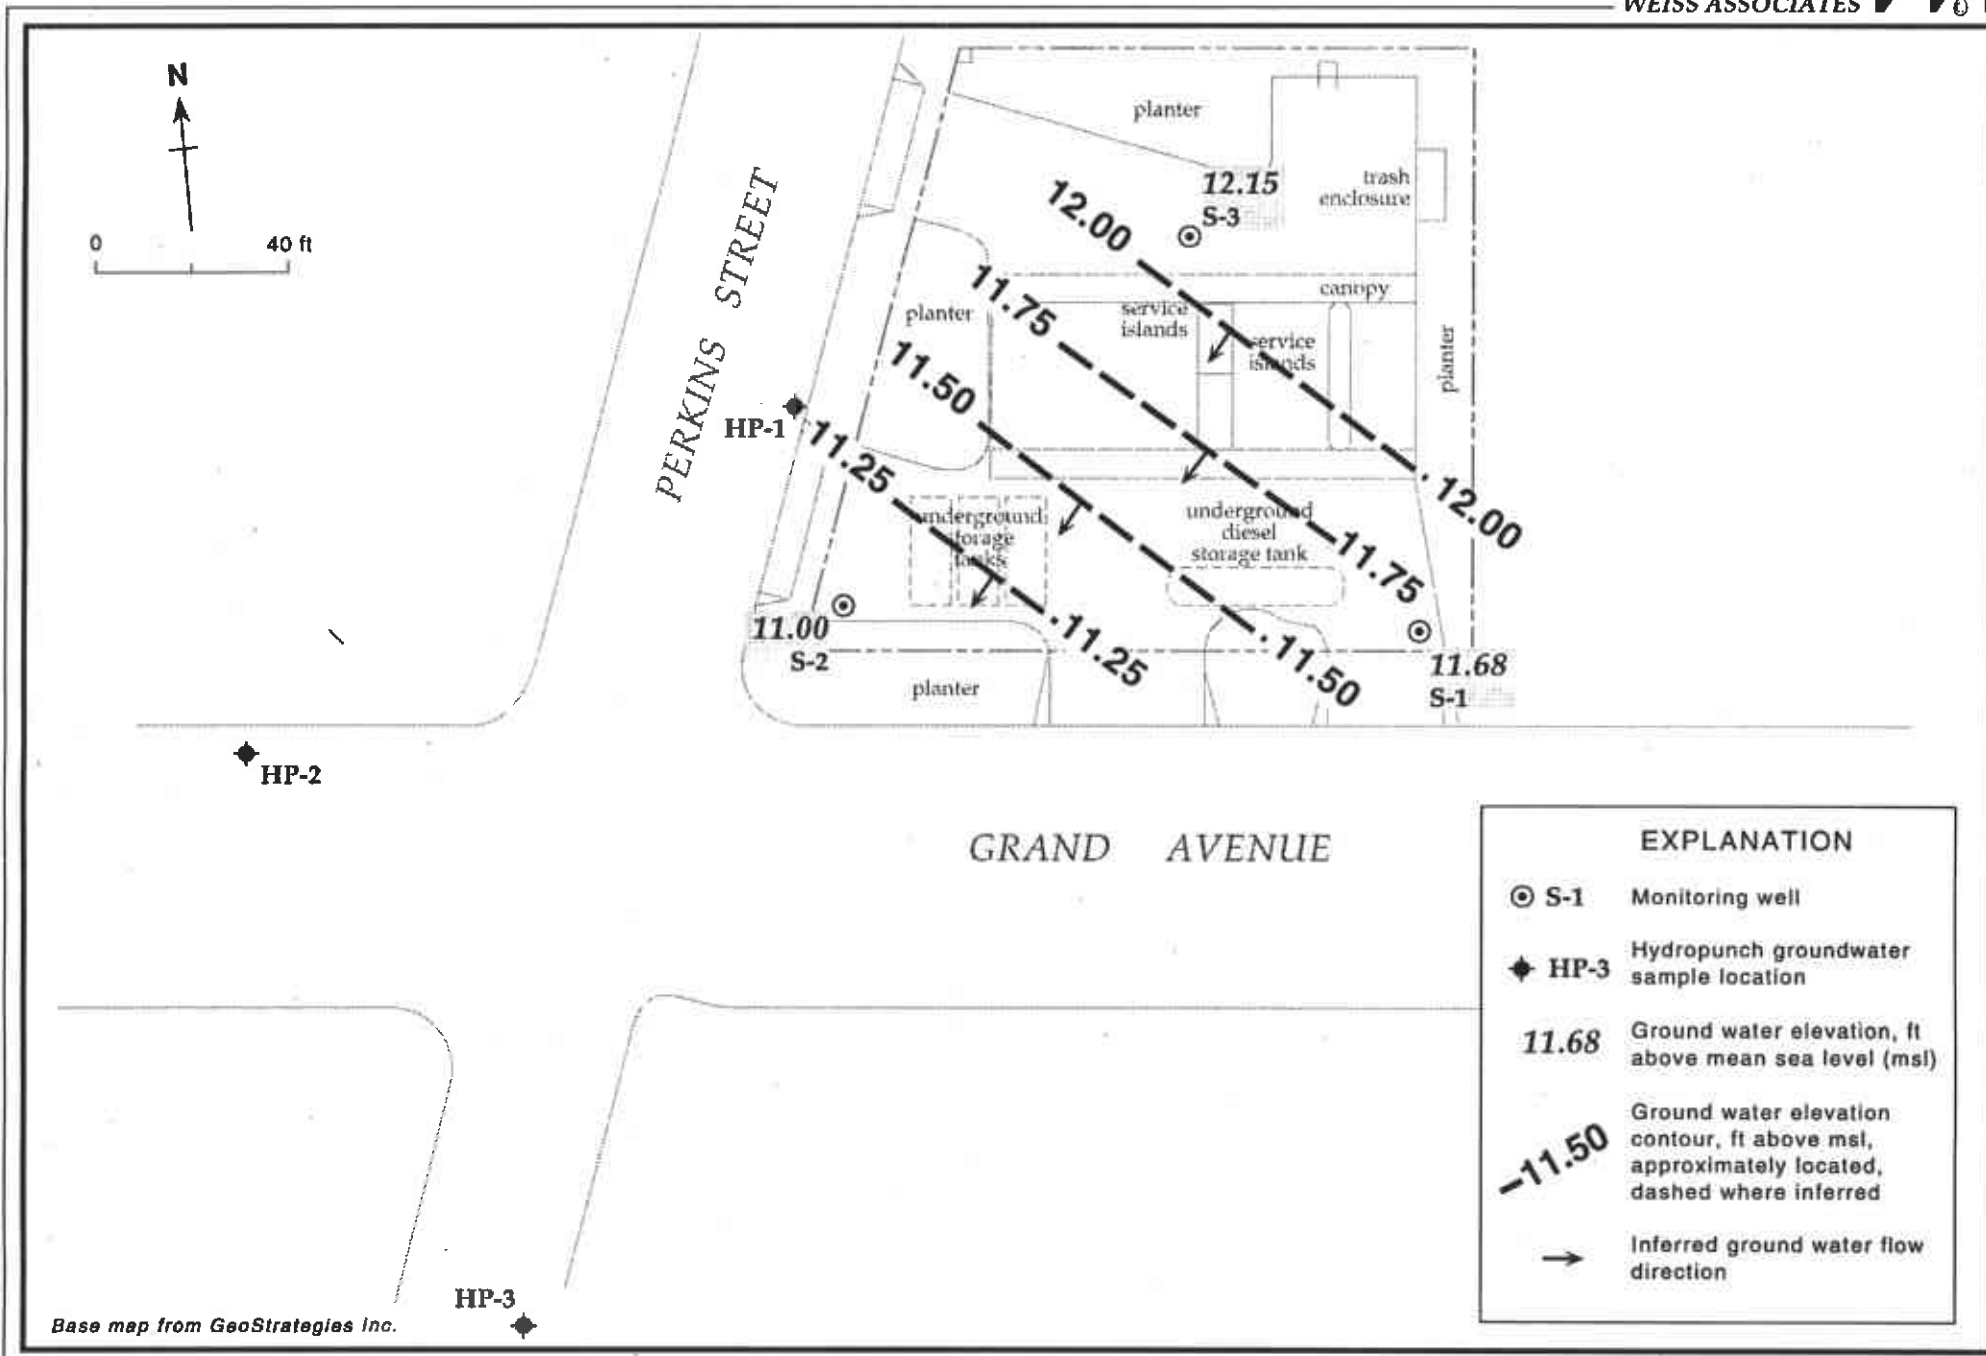 WEISS ASSOCIATES
N
0 40 ft
PERKINS STREET
planter
12.15
S-3
trash
enclosure
12.00
canopy
11.75
service
islands
service
islands
planter
planter
11.50
HP-1
11.25
12.00
underground
storage
tanks
underground
diesel
storage tank
11.75
11.00
S-2
11.25
11.50
11.68
S-1
planter
HP-2
GRAND AVENUE
EXPLANATION
S-1 Monitoring well
HP-3 Hydropunch groundwater
sample location
11.68 Ground water elevation, ft
above mean sea level (msl)
11.50 Ground water elevation
contour, ft above msl,
approximately located,
dashed where inferred
Inferred ground water flow
direction
HP-3
Base map from GeoStrategies Inc.